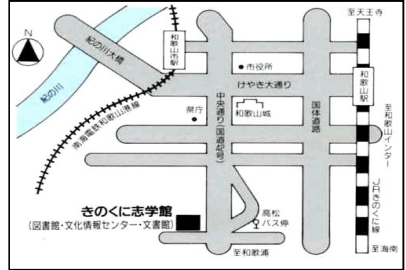 至天王寺
N
紀の川大橋
和歌山市駅
紀の川
市役所
けやき大通り
和歌山駅
県庁
和歌山城
中央通り(国道42号)
国体道路
至和歌山インター
南海電鉄和歌山港線
JRきのくに線
きのくに志学館
(図書館・文化情報センター・文書館)
高松
バス停
至和歌浦
至海南